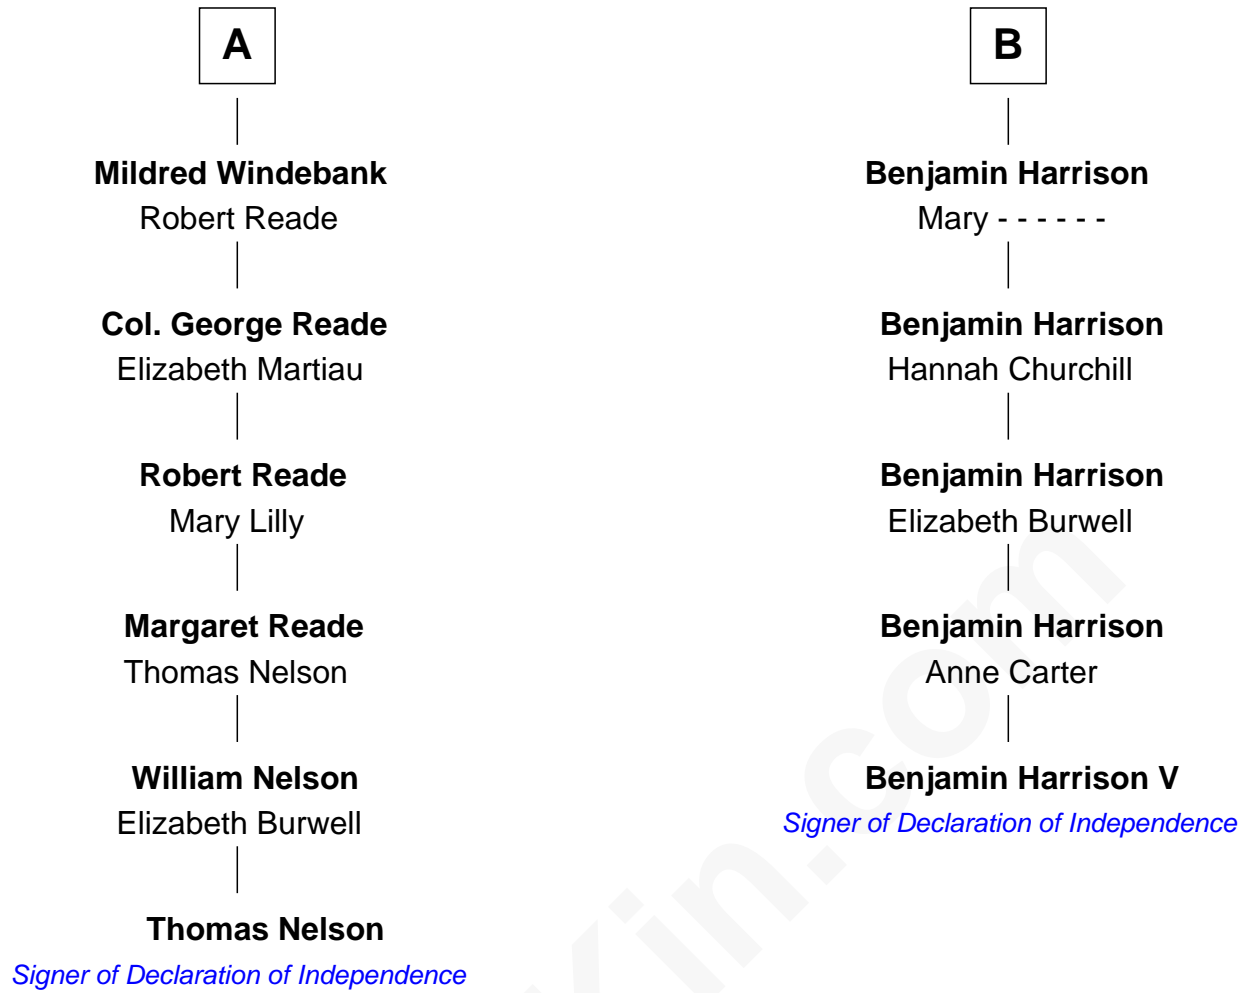 A
Mildred Windebank
Robert Reade
Col. George Reade
Elizabeth Martiau
Robert Reade
Mary Lilly
Margaret Reade
Thomas Nelson
William Nelson
Elizabeth Burwell
Thomas Nelson
Signer of Declaration of Independence
B
Benjamin Harrison
Mary - - - - - -
Benjamin Harrison
Hannah Churchill
Benjamin Harrison
Elizabeth Burwell
Benjamin Harrison
Anne Carter
Benjamin Harrison V
Signer of Declaration of Independence
Kin.com